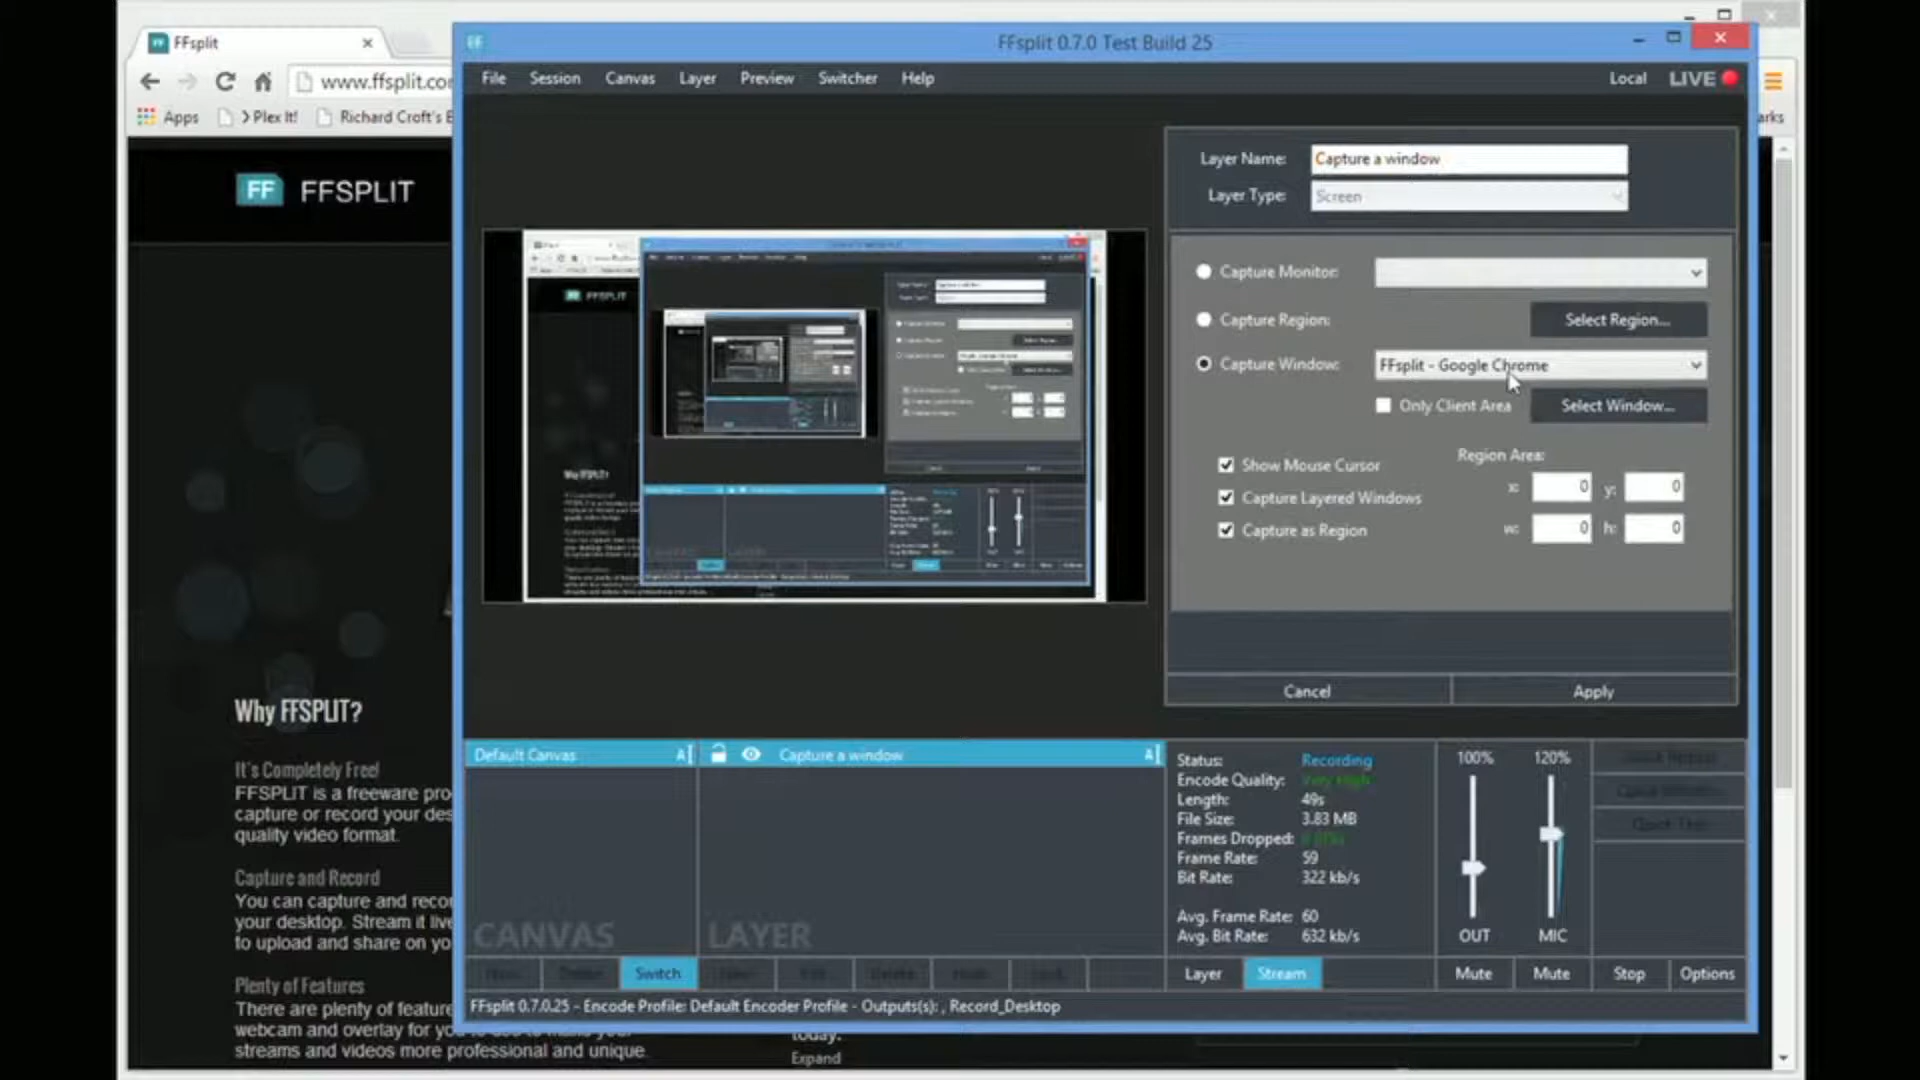 FFsplit
www.ffsplit.co
Apps
Plex It!
Richard Croft's E
arks
FF FFSPLIT
Why FFSPLIT?
It's Completely Free!
FFSPLIT is a freeware pro
capture or record your des
quality video format.
Capture and Record
You can capture and recor
your desktop. Stream it live
to upload and share on yo
Plenty of Features
There are plenty of feature
webcam and overlay for yo
streams and videos more professional and unique.
today.
Expand
FF
FFsplit 0.7.0 Test Build 25
File Session Canvas Layer Preview Switcher Help
Local LIVE
Layer Name: Capture a window
Layer Type: Screen
Capture Monitor:
Capture Region: Select Region...
Capture Window: FFsplit - Google Chrome
Only Client Area Select Window...
Show Mouse Cursor
Region Area:
Capture Layered Windows
x: 0 y: 0
Capture as Region
w: 0 h: 0
Cancel Apply
Default Canvas A
Capture a window A
CANVAS
LAYER
Status: Recording
Encode Quality: Very High
Length: 49s
File Size: 3.83 MB
Frames Dropped:
Frame Rate: 59
Bit Rate: 322 kb/s
Avg. Frame Rate: 60
Avg. Bit Rate: 632 kb/s
100% 120%
OUT MIC
Switch
Layer Stream
Mute Mute Stop Options
FFsplit 0.7.0.25 - Encode Profile: Default Encoder Profile - Outputs(s): , Record_Desktop